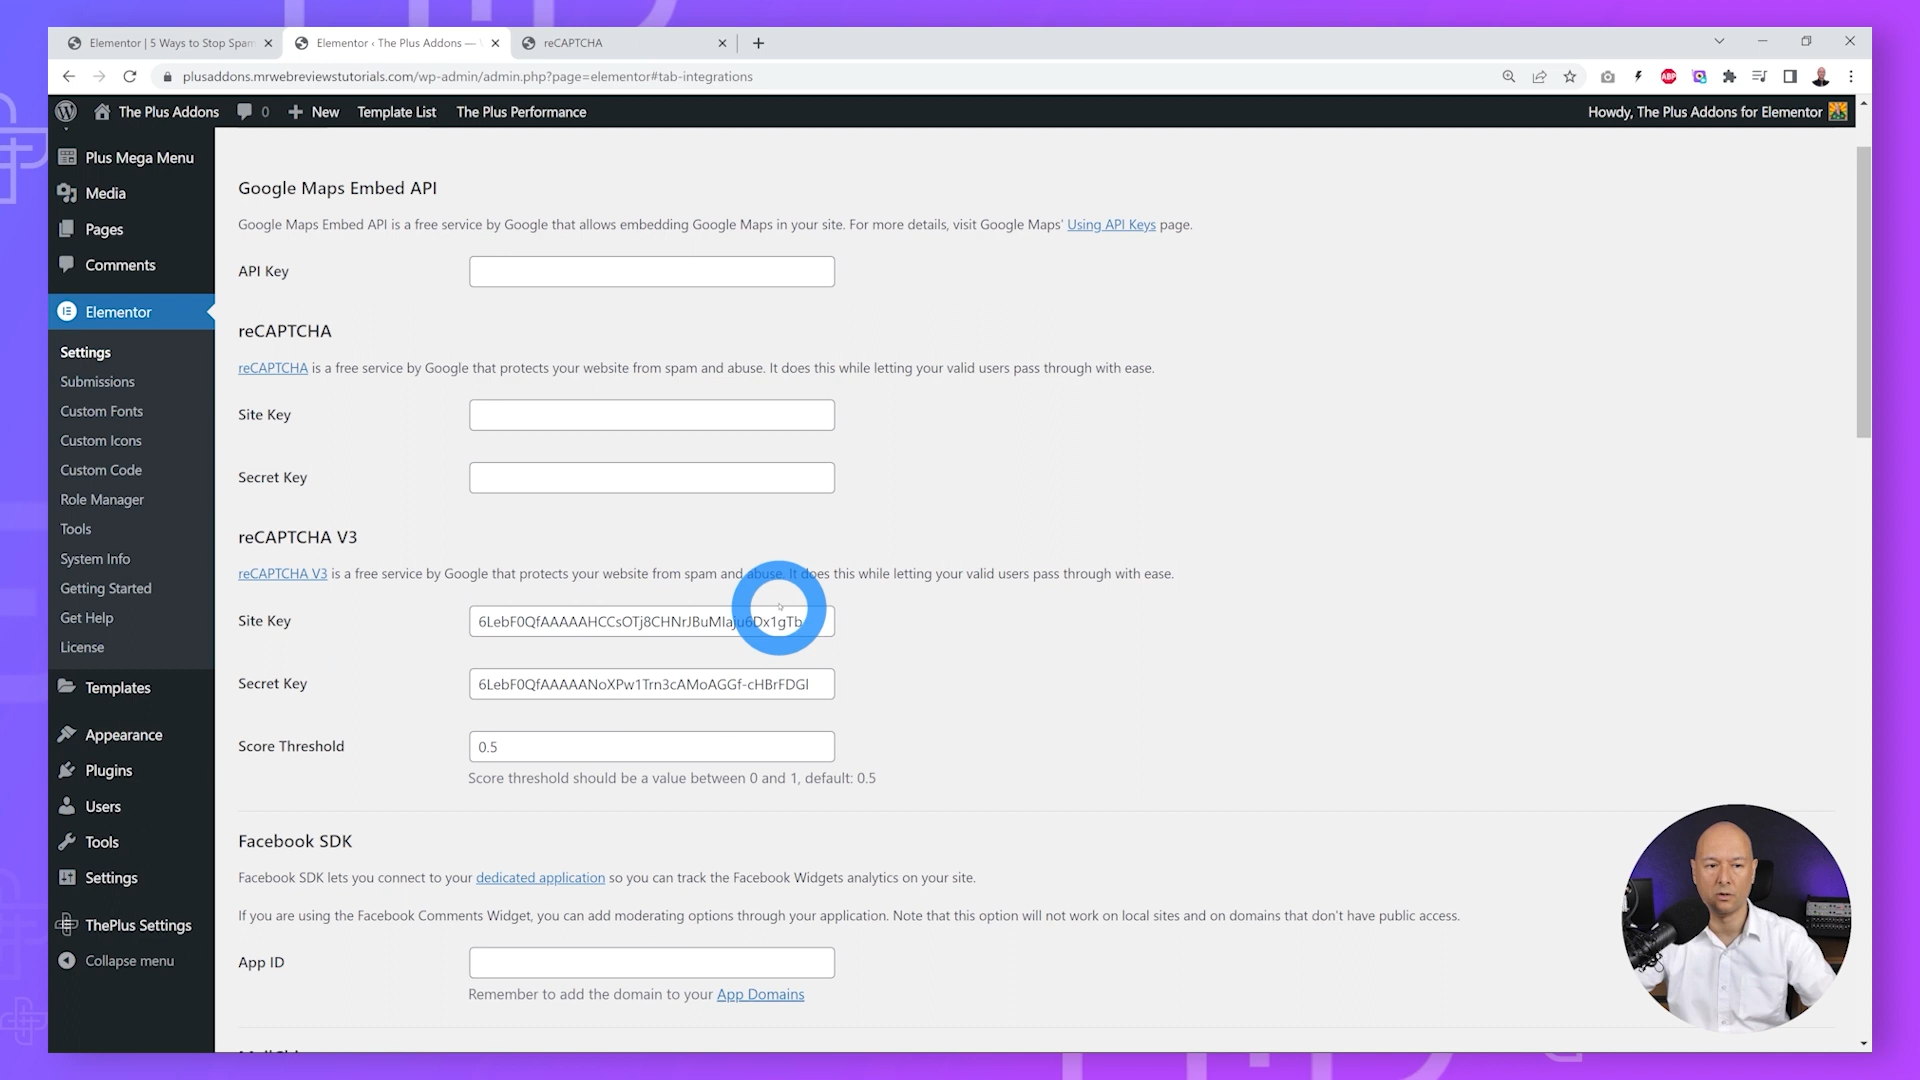 Elementor | 5 Ways to Stop Spam
Elementor ‹ The Plus Addons —
reCAPTCHA
plusaddons.mrwebreviewstutorials.com/wp-admin/admin.php?page=elementor#tab-integrations
ABP
The Plus Addons
0
New
Template List
The Plus Performance
Howdy, The Plus Addons for Elementor
Plus Mega Menu
Media
Pages
Comments
Elementor
Settings
Submissions
Custom Fonts
Custom Icons
Custom Code
Role Manager
Tools
System Info
Getting Started
Get Help
License
Templates
Appearance
Plugins
Users
Tools
Settings
ThePlus Settings
Collapse menu
Google Maps Embed API
Google Maps Embed API is a free service by Google that allows embedding Google Maps in your site. For more details, visit Google Maps' Using API Keys page.
API Key
reCAPTCHA
reCAPTCHA is a free service by Google that protects your website from spam and abuse. It does this while letting your valid users pass through with ease.
Site Key
Secret Key
reCAPTCHA V3
reCAPTCHA V3 is a free service by Google that protects your website from spam and abuse. It does this while letting your valid users pass through with ease.
Site Key
6LebF0QfAAAAAHCCsOTj8CHNrJBuMIaju6Dx1gTb
Secret Key
6LebF0QfAAAAANoXPw1Trn3cAMoAGGf-cHBrFDGl
Score Threshold
0.5
Score threshold should be a value between 0 and 1, default: 0.5
Facebook SDK
Facebook SDK lets you connect to your dedicated application so you can track the Facebook Widgets analytics on your site.
If you are using the Facebook Comments Widget, you can add moderating options through your application. Note that this option will not work on local sites and on domains that don't have public access.
App ID
Remember to add the domain to your App Domains